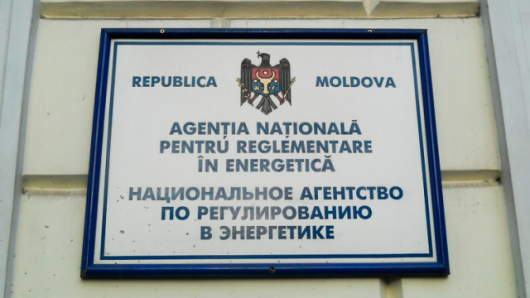 REPUBLICA MOLDOVA
AGENȚIA NAȚIONALĂ
PENTRU REGLEMENTARE
ÎN ENERGETICĂ
НАЦИОНАЛЬНОЕ АГЕНТСТВО
ПО РЕГУЛИРОВАНИЮ
В ЭНЕРГЕТИКЕ